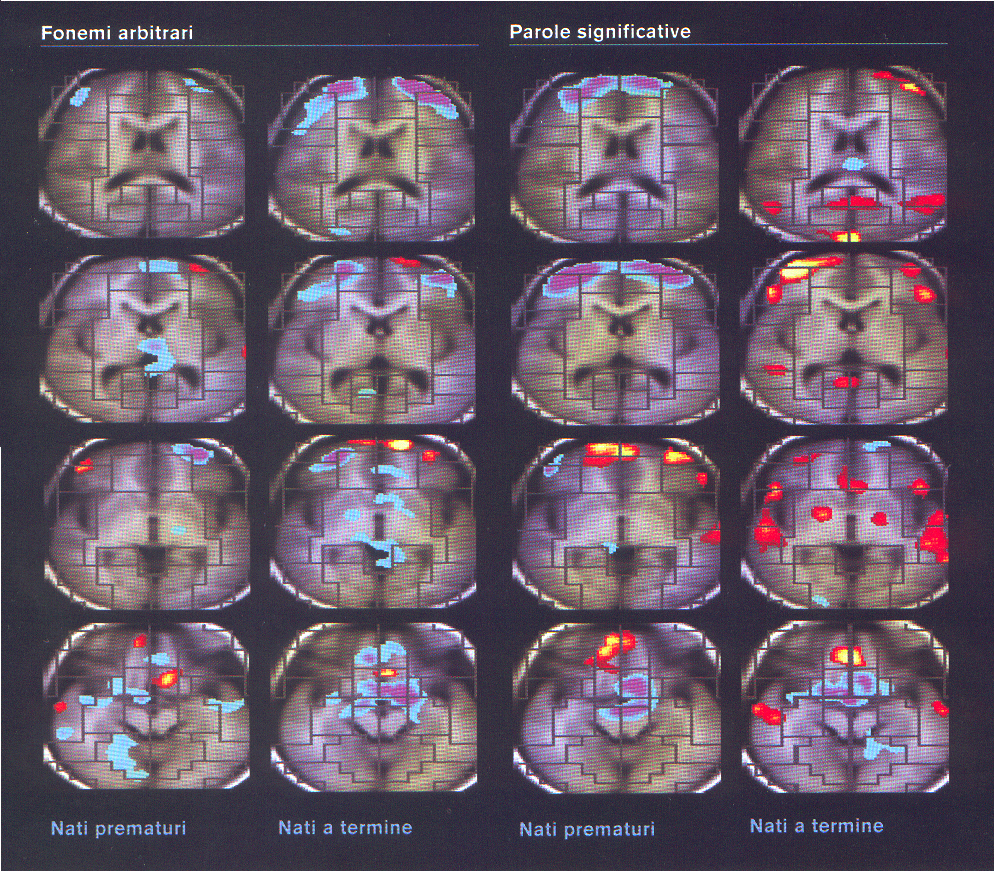 Fonemi arbitrari
Parole significative
Nati prematuri
Nati a termine
Nati prematuri
Nati a termine